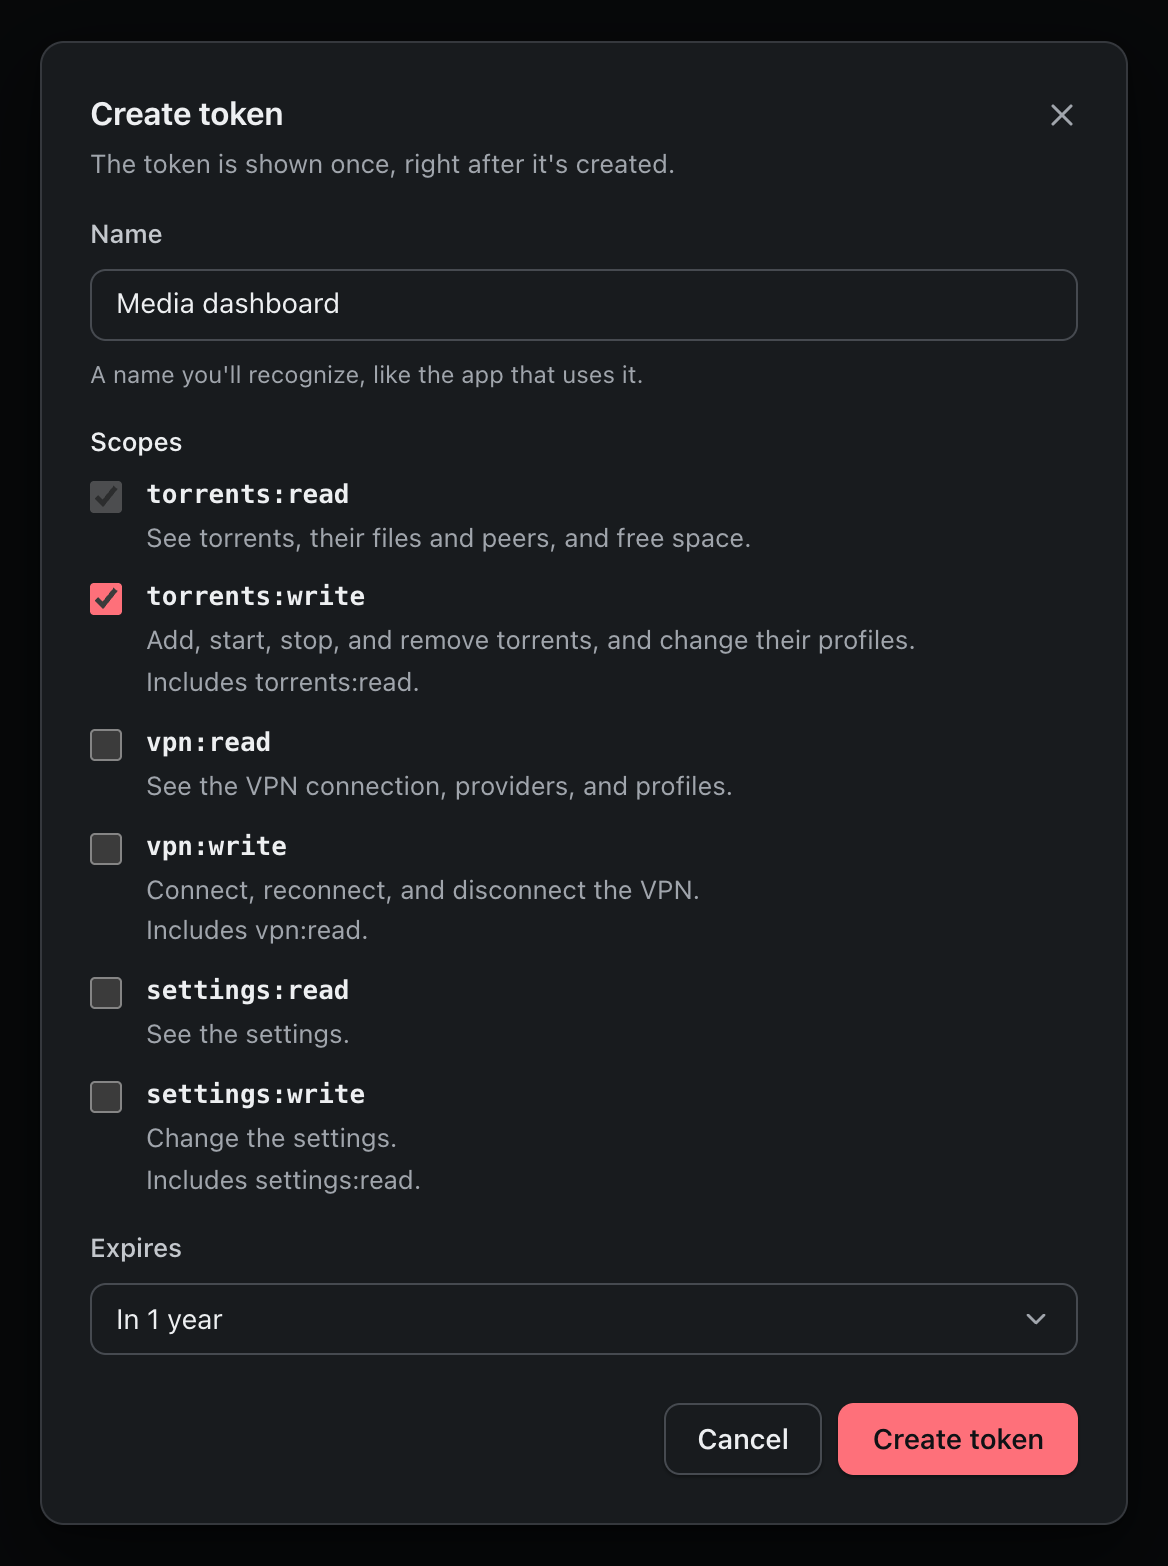 Create token
The token is shown once, right after it's created.
Name
Media dashboard
A name you'll recognize, like the app that uses it.
Scopes
torrents:read
See torrents, their files and peers, and free space.
torrents:write
Add, start, stop, and remove torrents, and change their profiles.
Includes torrents:read.
vpn:read
See the VPN connection, providers, and profiles.
vpn:write
Connect, reconnect, and disconnect the VPN.
Includes vpn:read.
settings:read
See the settings.
settings:write
Change the settings.
Includes settings:read.
Expires
In 1 year
Cancel
Create token